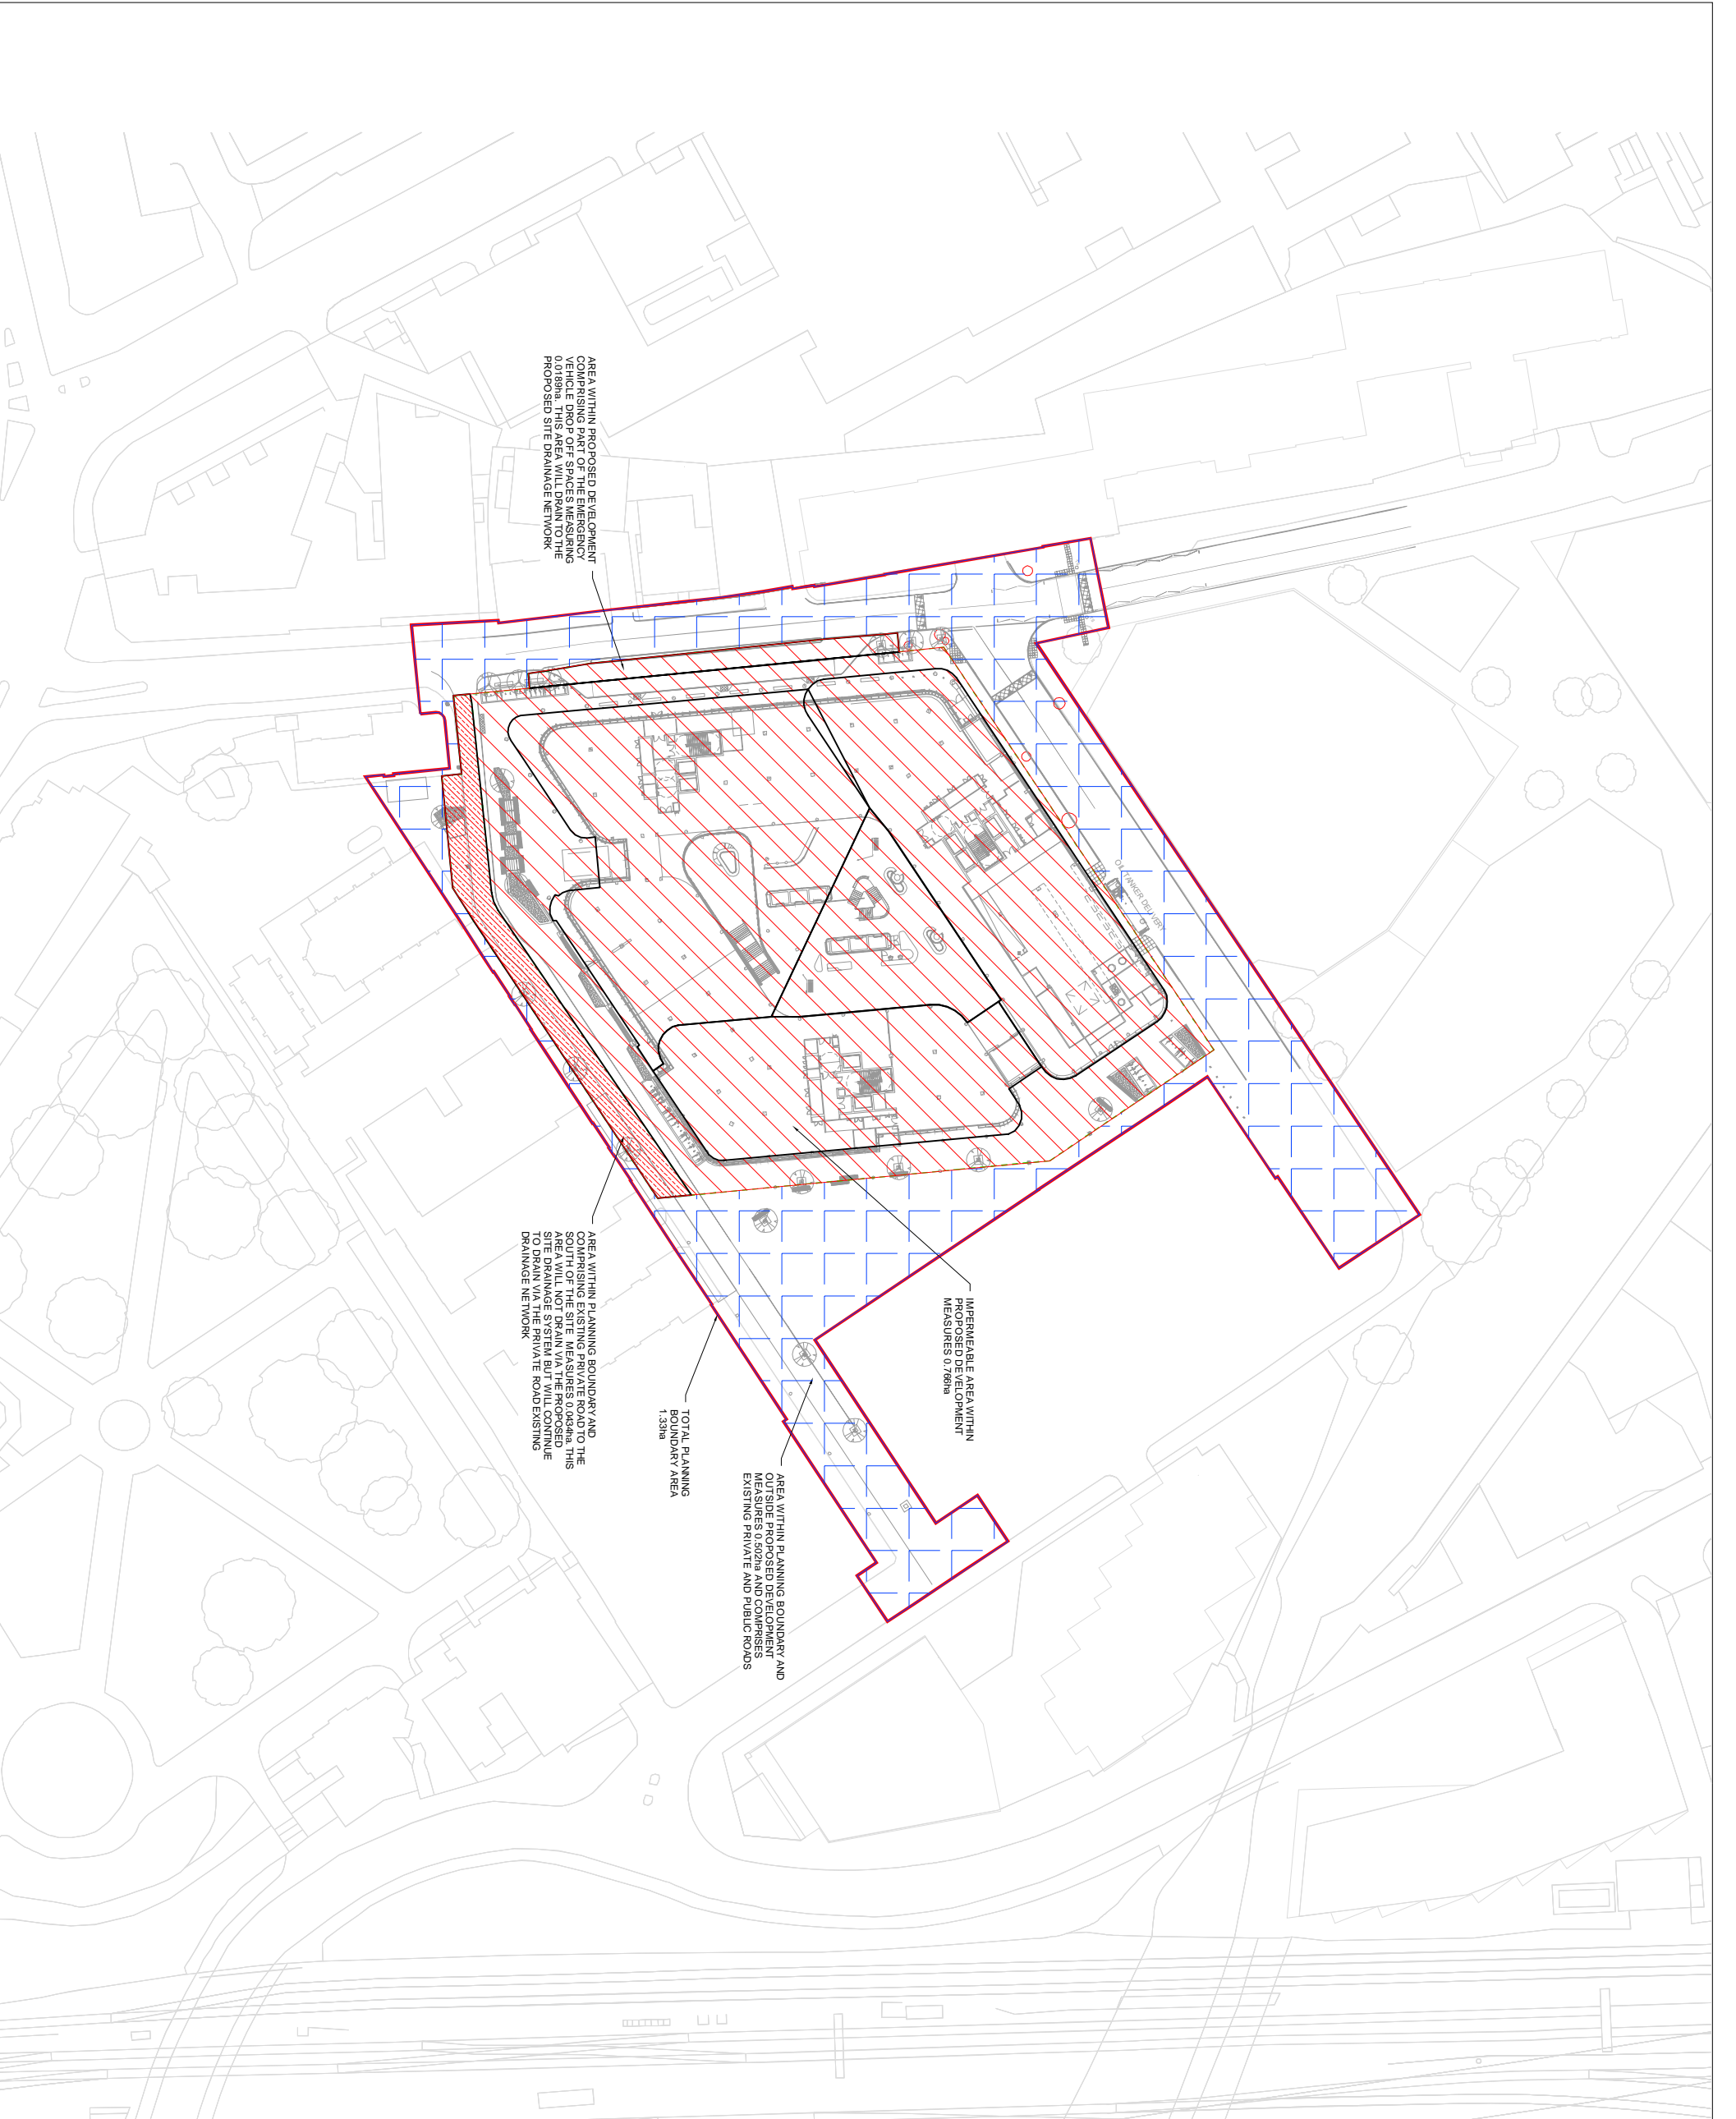 AREA WITHIN PROPOSED DEVELOPMENT
COMPRISING PART OF THE EMERGENCY
VEHICLE DROP OFF SPACES MEASURING
0.0189ha. THIS AREA WILL DRAIN TO THE
PROPOSED SITE DRAINAGE NETWORK
TANKER DELIVERY
IMPERMEABLE AREA WITHIN
PROPOSED DEVELOPMENT
MEASURES 0.766ha
AREA WITHIN PLANNING BOUNDARY AND
OUTSIDE PROPOSED DEVELOPMENT
MEASURES 0.502ha AND COMPRISES
EXISTING PRIVATE AND PUBLIC ROADS
TOTAL PLANNING
BOUNDARY AREA
1.33ha
AREA WITHIN PLANNING BOUNDARY AND
COMPRISING EXISTING PRIVATE ROAD TO THE
SOUTH OF THE SITE MEASURES 0.0434ha. THIS
AREA WILL NOT DRAIN VIA THE PROPOSED
SITE DRAINAGE SYSTEM BUT WILL CONTINUE
TO DRAIN VIA THE PRIVATE ROAD EXISTING
DRAINAGE NETWORK